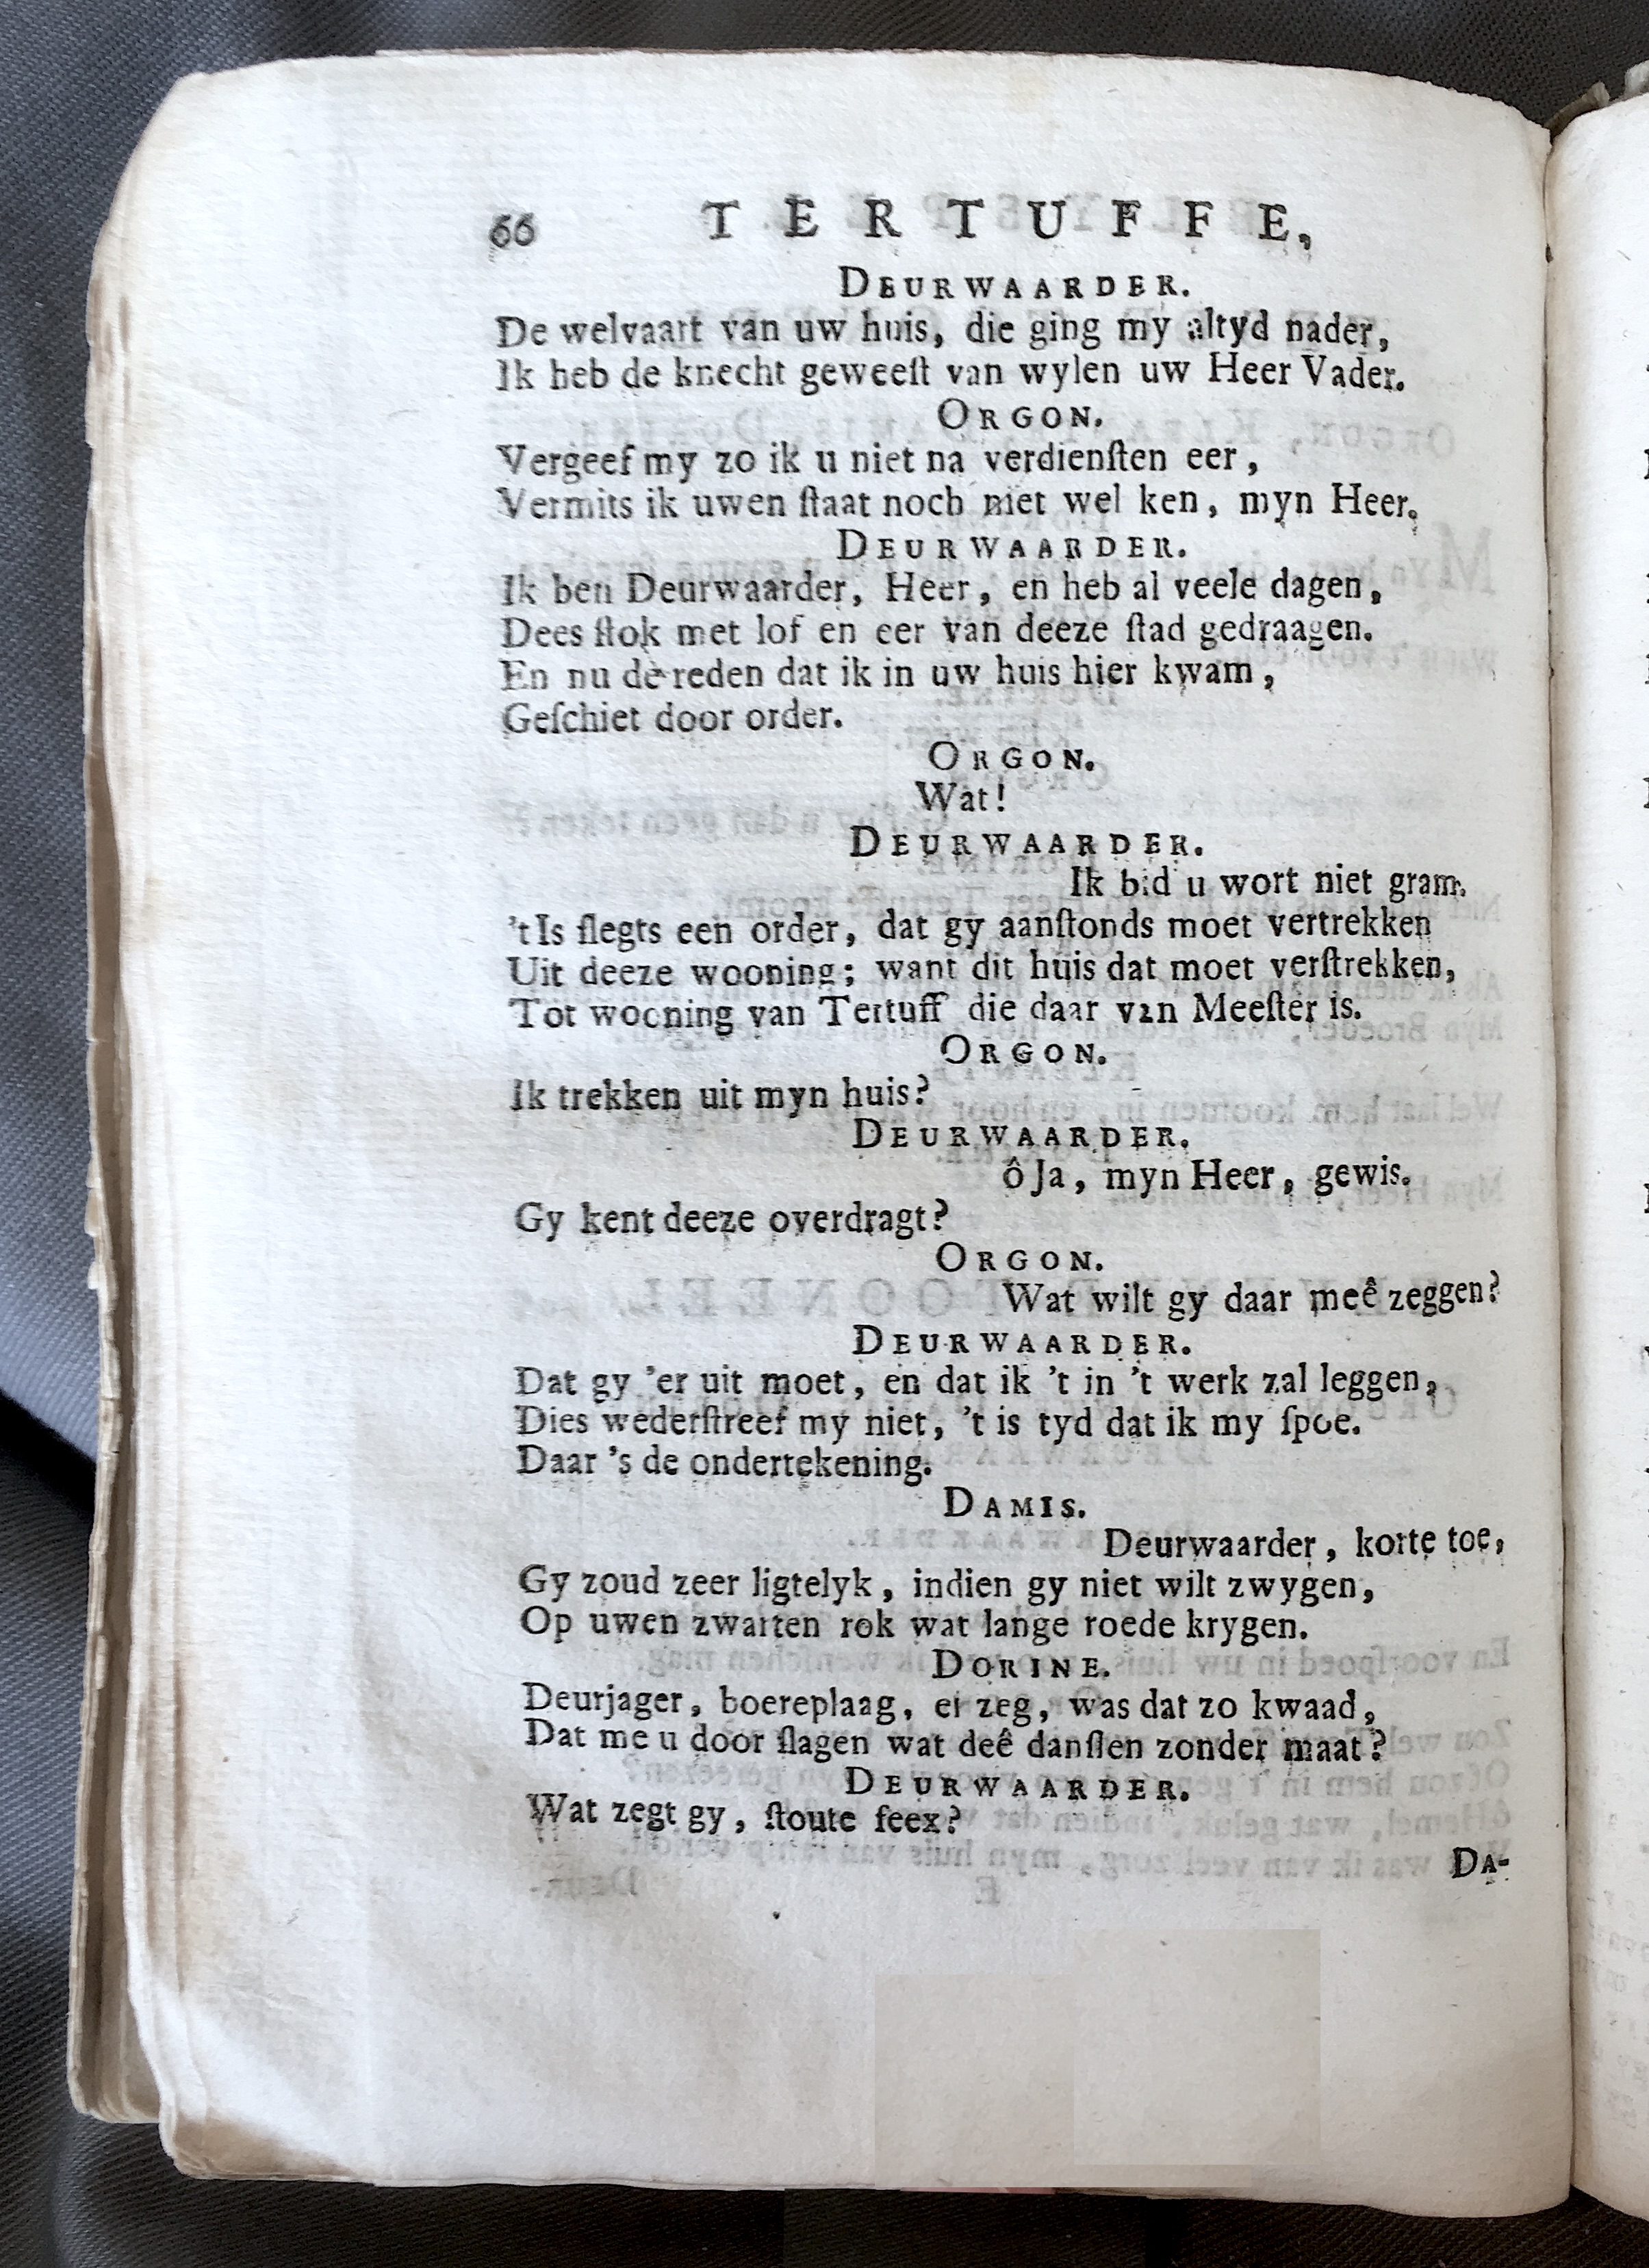 66 TERTUFFE,
DEURWAARDER.
De welvaart van uw huis, die ging my altyd nader,
Ik heb de knecht geweeſt van wylen uw Heer Vader.
ORGON.
Vergeef my zo ik u niet na verdienſten eer,
Vermits ik uwen ſtaat noch niet wel ken, myn Heer.
DEURWAARDER.
Ik ben Deurwaarder, Heer, en heb al veele dagen,
Dees ſtok met lof en eer van deeze ſtad gedraagen.
En nu de reden dat ik in uw huis hier kwam,
Geſchiet door order.
ORGON.
Wat!
DEURWAARDER.
Ik bid u wort niet gram.
't Is ſlegts een order, dat gy aanſtonds moet vertrekken
Uit deeze wooning; want dit huis dat moet verſtrekken,
Tot wooning van Tertuff die daar van Meeſter is.
ORGON.
Ik trekken uit myn huis?
DEURWAARDER.
ô Ja, myn Heer, gewis.
Gy kent deeze overdragt?
ORGON.
Wat wilt gy daar meê zeggen?
DEURWAARDER.
Dat gy 'er uit moet, en dat ik 't in 't werk zal leggen,
Dies wederſtreef my niet, 't is tyd dat ik my ſpoe.
Daar 's de ondertekening.
DAMIS.
Deurwaarder, korte toe,
Gy zoud zeer ligtelyk, indien gy niet wilt zwygen,
Op uwen zwarten rok wat lange roede krygen.
DORINE.
Deurjager, boereplaag, ei zeg, was dat zo kwaad,
Dat me u door ſlagen wat deê danſſen zonder maat?
DEURWAARDER.
Wat zegt gy, ſtoute feex?
DA-